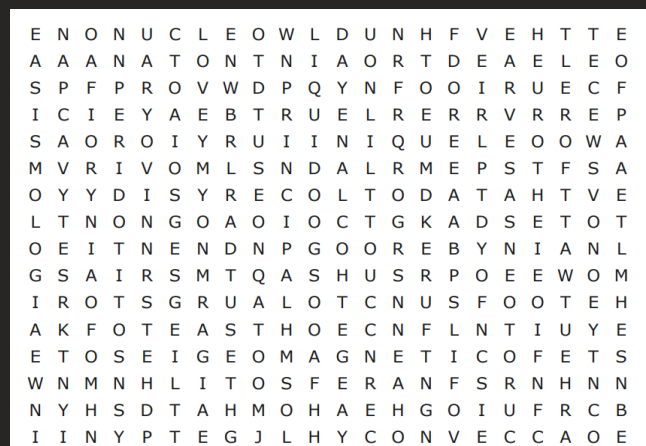 E N O N U C L E O W L D U N H F V E H T T E
A A A N A T O N T N I A O R T D E A E L E O
S P F P R O V W D P Q Y N F O O I R U E C F
I C I E Y A E B T R U E L R E R R V R R E P
S A O R O I Y R U I I N I Q U E L E O O W A
M V R I V O M L S N D A L R M E P S T F S A
O Y Y D I S Y R E C O L T O D A T A H T V E
L T N O N G O A O I O C T G K A D S E T O T
O E I T N E N D N P G O O R E B Y N I A N L
G S A I R S M T Q A S H U S R P O E E W O M
I R O T S G R U A L O T C N U S F O O T E H
A K F O T E A S T H O E C N F L N T I U Y E
E T O S E I G E O M A G N E T I C O F E T S
W N M N H L I T O S F E R A N F S R N H N N
N Y H S D T A H M O H A E H G O I U F R C B
I I N Y P T E G J L H Y C O N V E C C A O E